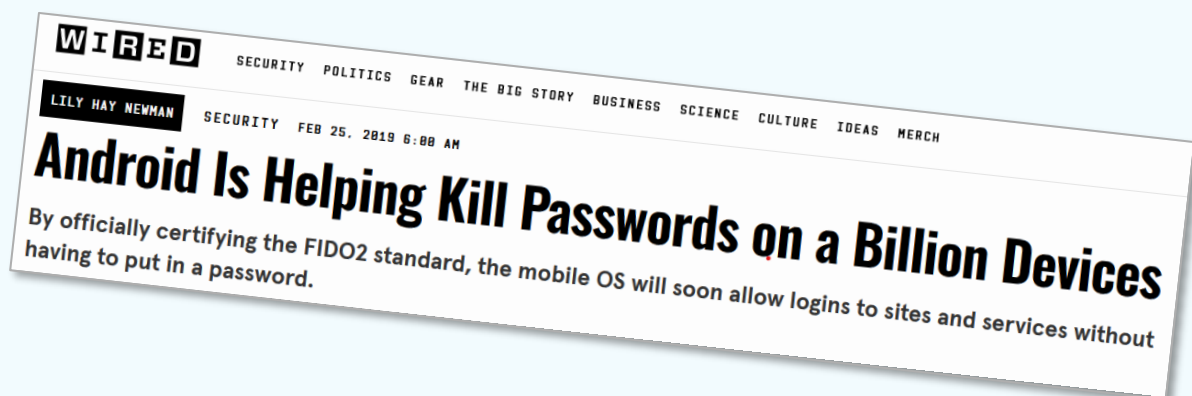 WIRED SECURITY POLITICS GEAR THE BIG STORY BUSINESS SCIENCE CULTURE IDEAS MERCH
LILY HAY NEWMAN SECURITY FEB 25, 2019 6:00 AM
Android Is Helping Kill Passwords on a Billion Devices
By officially certifying the FIDO2 standard, the mobile OS will soon allow logins to sites and services without
having to put in a password.